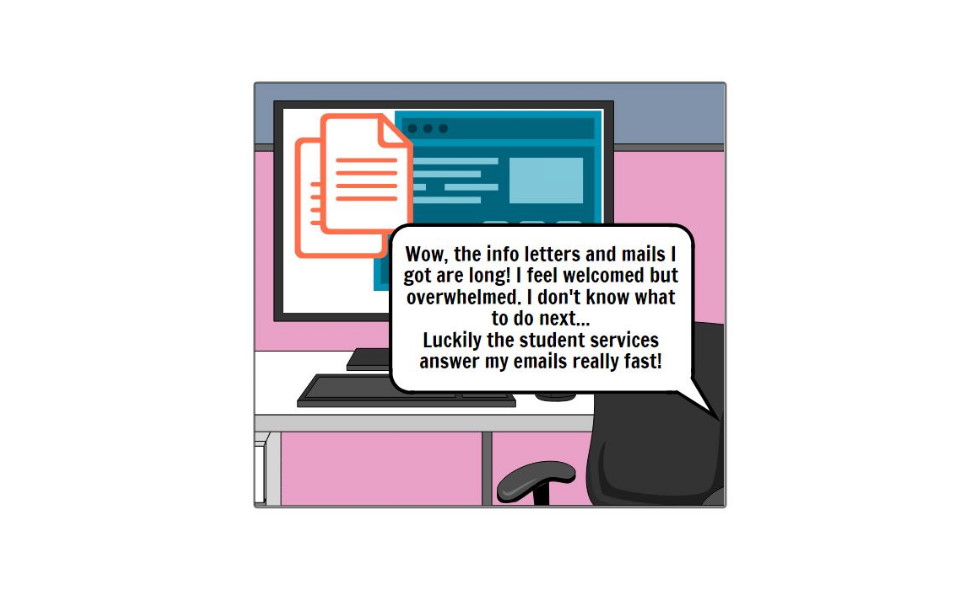 Wow, the info letters and mails I
got are long! I feel welcomed but
overwhelmed. I don't know what
to do next...
Luckily the student services
answer my emails really fast!